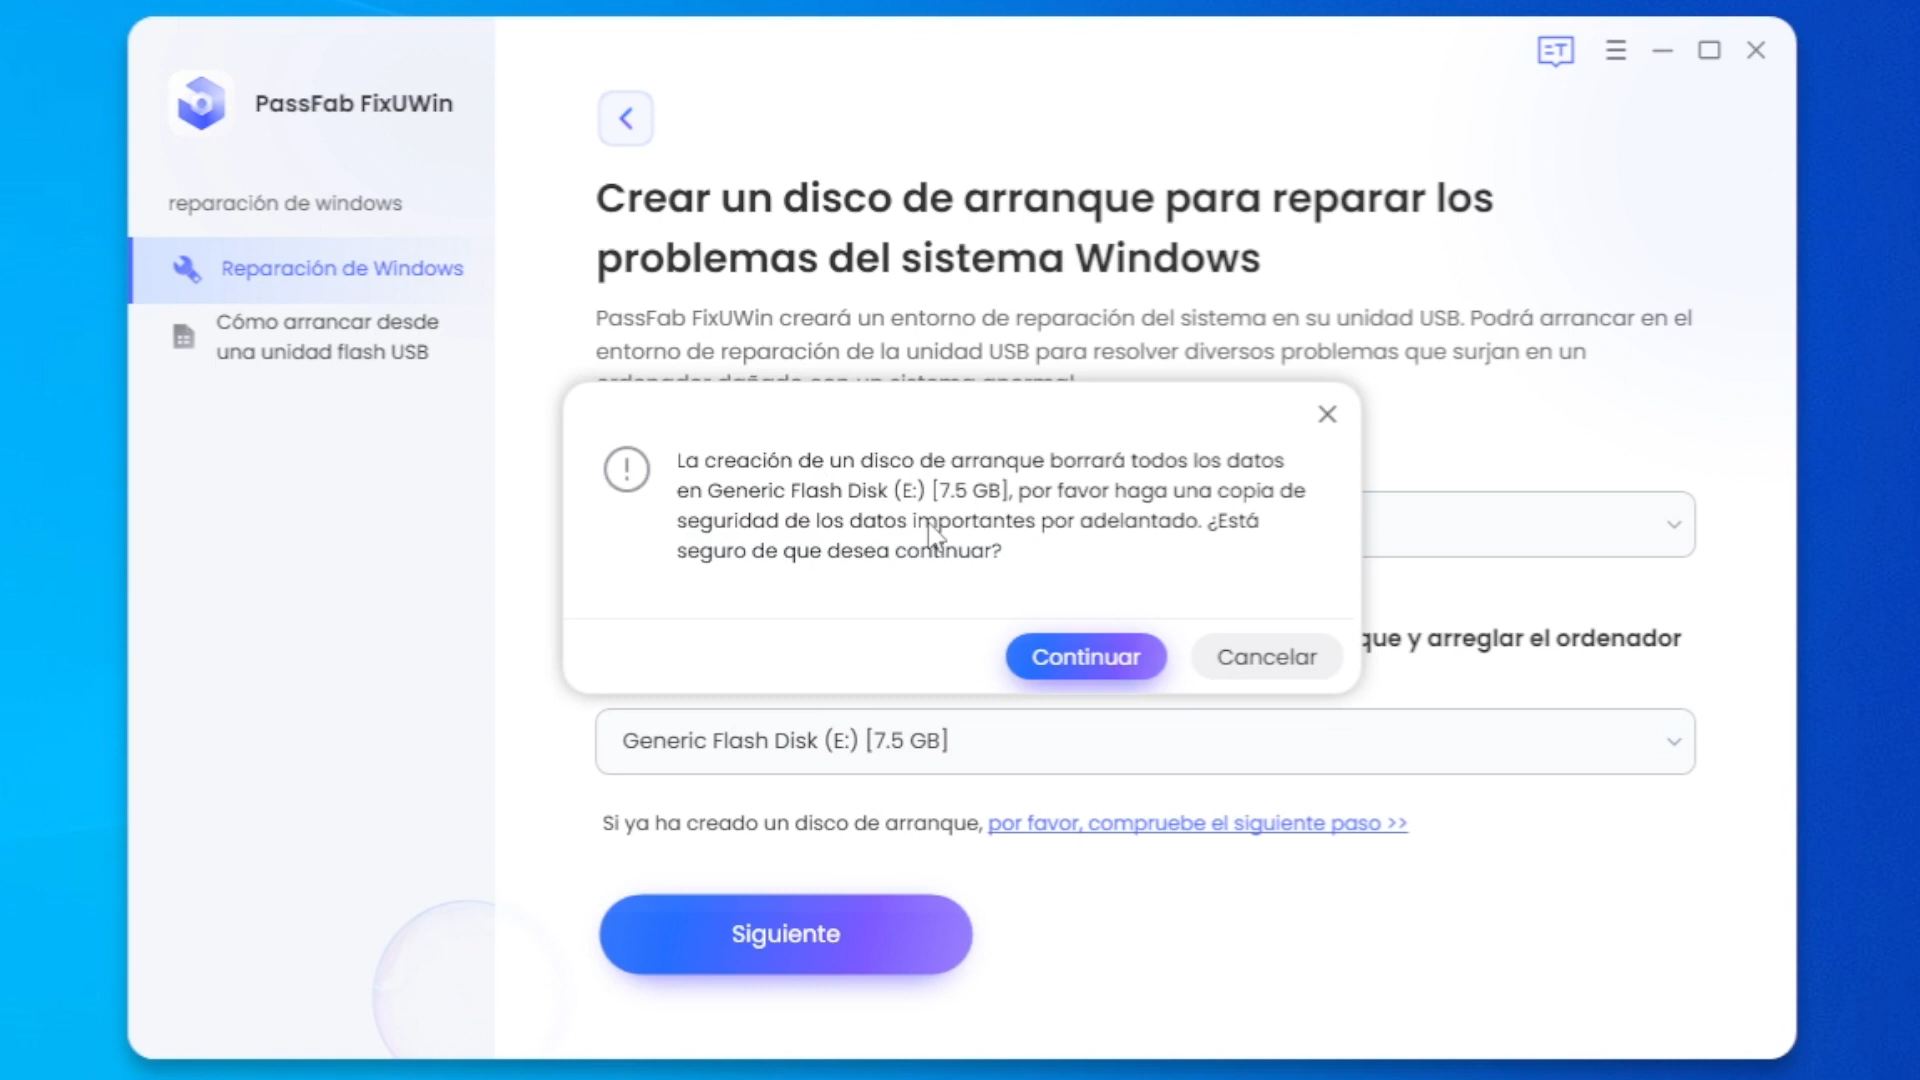 PassFab FixUWin
reparación de windows
Reparación de Windows
Cómo arrancar desde
una unidad flash USB
Crear un disco de arranque para reparar los
problemas del sistema Windows
PassFab FixUWin creará un entorno de reparación del sistema en su unidad USB. Podrá arrancar en el
entorno de reparación de la unidad USB para resolver diversos problemas que surjan en un
ordenador dañado con un sistema anormal
La creación de un disco de arranque borrará todos los datos
en Generic Flash Disk (E:) [7.5 GB], por favor haga una copia de
seguridad de los datos importantes por adelantado. ¿Está
seguro de que desea continuar?
Continuar
Cancelar
que y arreglar el ordenador
Generic Flash Disk (E:) [7.5 GB]
Si ya ha creado un disco de arranque, por favor, compruebe el siguiente paso >>
Siguiente